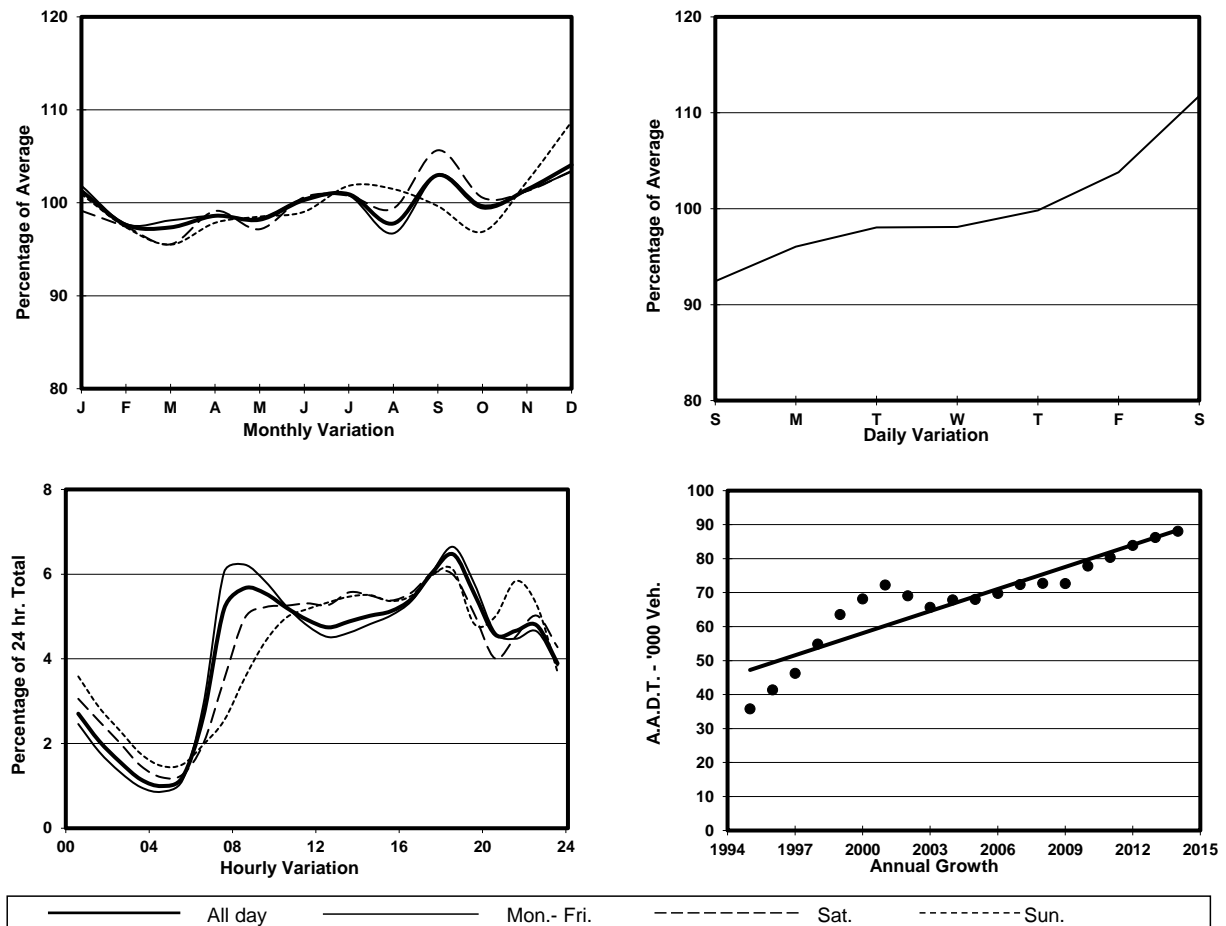 120
110
100
90
80
Percentage of Average
J F M A M J J A S O N D
Monthly Variation
120
110
100
90
80
Percentage of Average
S M T W T F S
Daily Variation
8
6
4
2
0
Percentage of 24 hr. Total
00 04 08 12 16 20 24
Hourly Variation
100
90
80
70
60
50
40
30
20
10
0
A.A.D.T. - '000 Veh.
1994 1997 2000 2003 2006 2009 2012 2015
Annual Growth
All day Mon.- Fri. Sat. Sun.